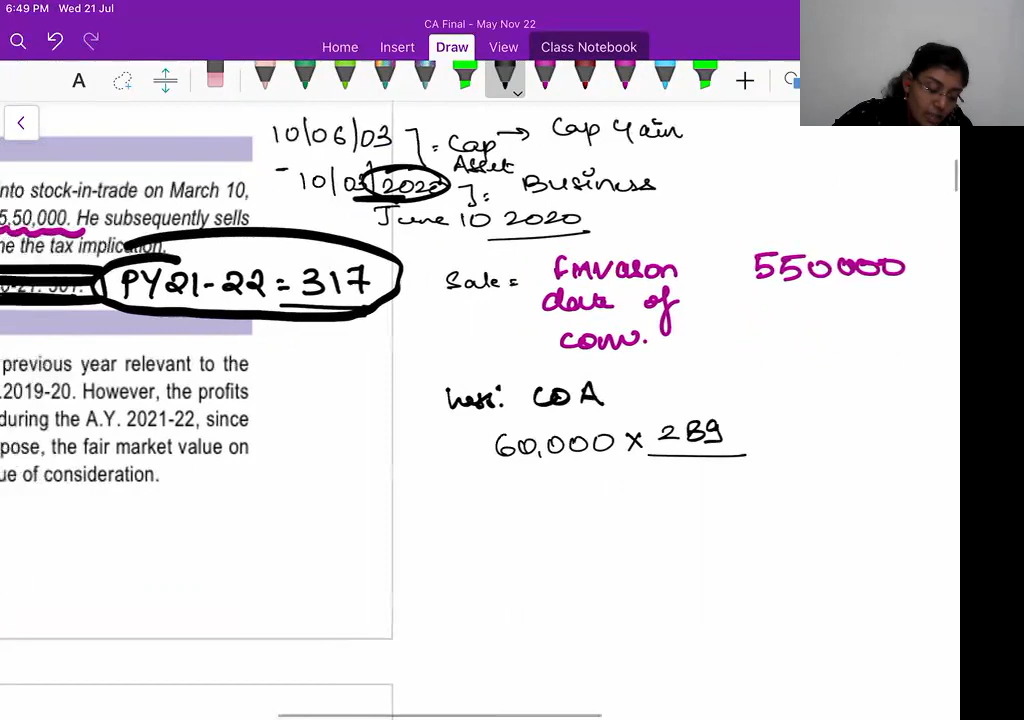 6:49 PM Wed 21 Jul
CA Final - May Nov 22
Home Insert Draw View Class Notebook
A
10/06/03 ] = Cap Asset → Cap Gain
- 10/03/2020 ] = Business
June 10 2020
nto stock-in-trade on March 10,
5,50,000. He subsequently sells
ne the tax implication.
PY21-22 = 317
Sale = FMV as on 550000
date of
conv.
previous year relevant to the
.2019-20. However, the profits
during the A.Y. 2021-22, since
pose, the fair market value on
ue of consideration.
Less: COA
60,000 × 289